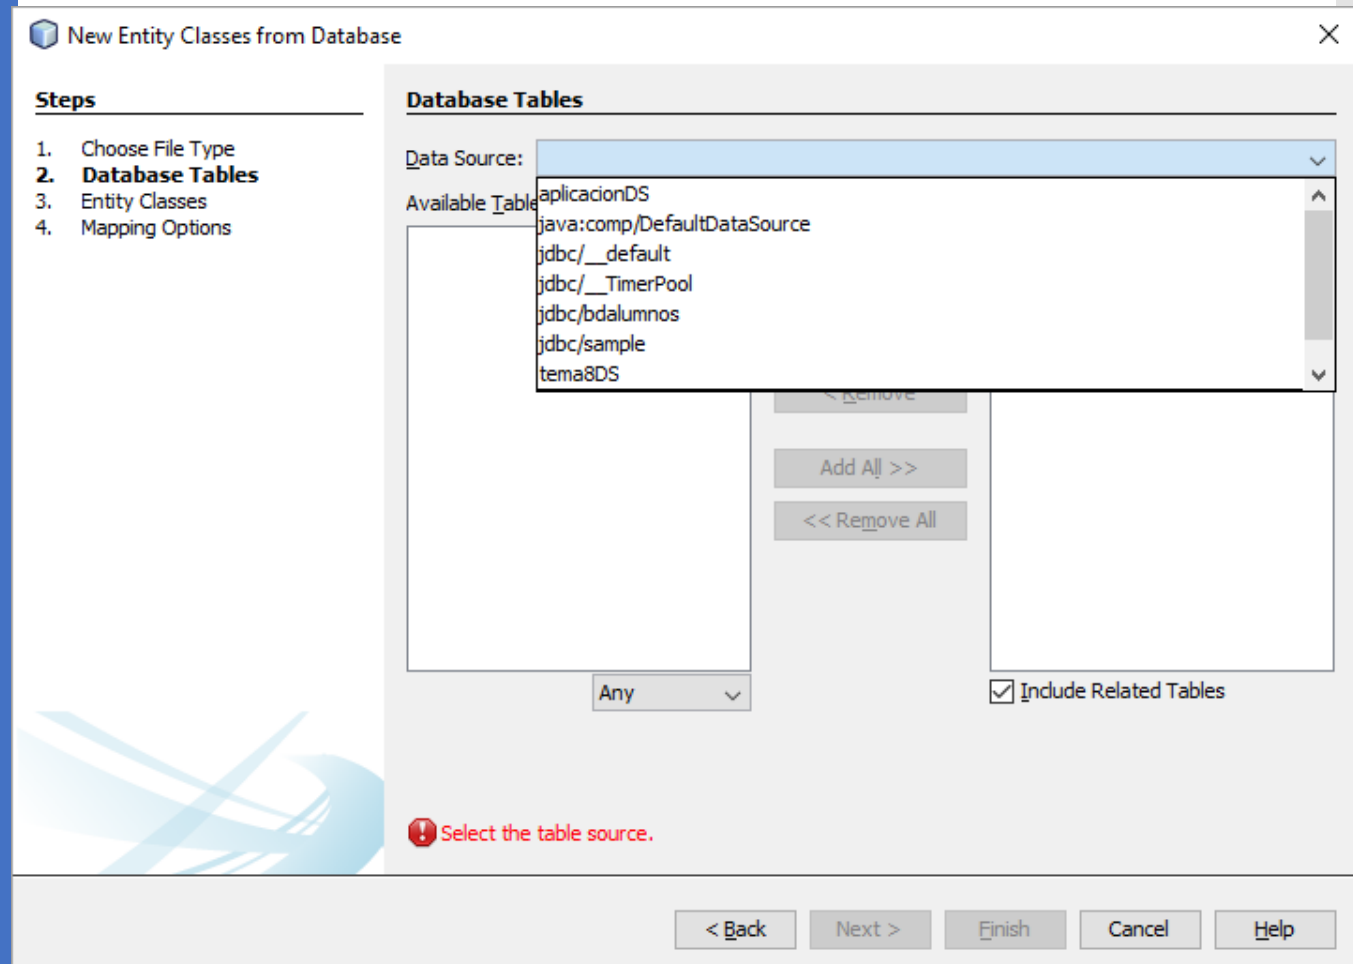 New Entity Classes from Database
Steps
1. Choose File Type
2. Database Tables
3. Entity Classes
4. Mapping Options
Database Tables
Data Source:
aplicacionDS
java:comp/DefaultDataSource
jdbc/__default
jdbc/__TimerPool
jdbc/bdalumnos
jdbc/sample
tema8DS
Available Table
< Remove
Add All >>
<< Remove All
Any
Include Related Tables
Select the table source.
< Back
Next >
Finish
Cancel
Help